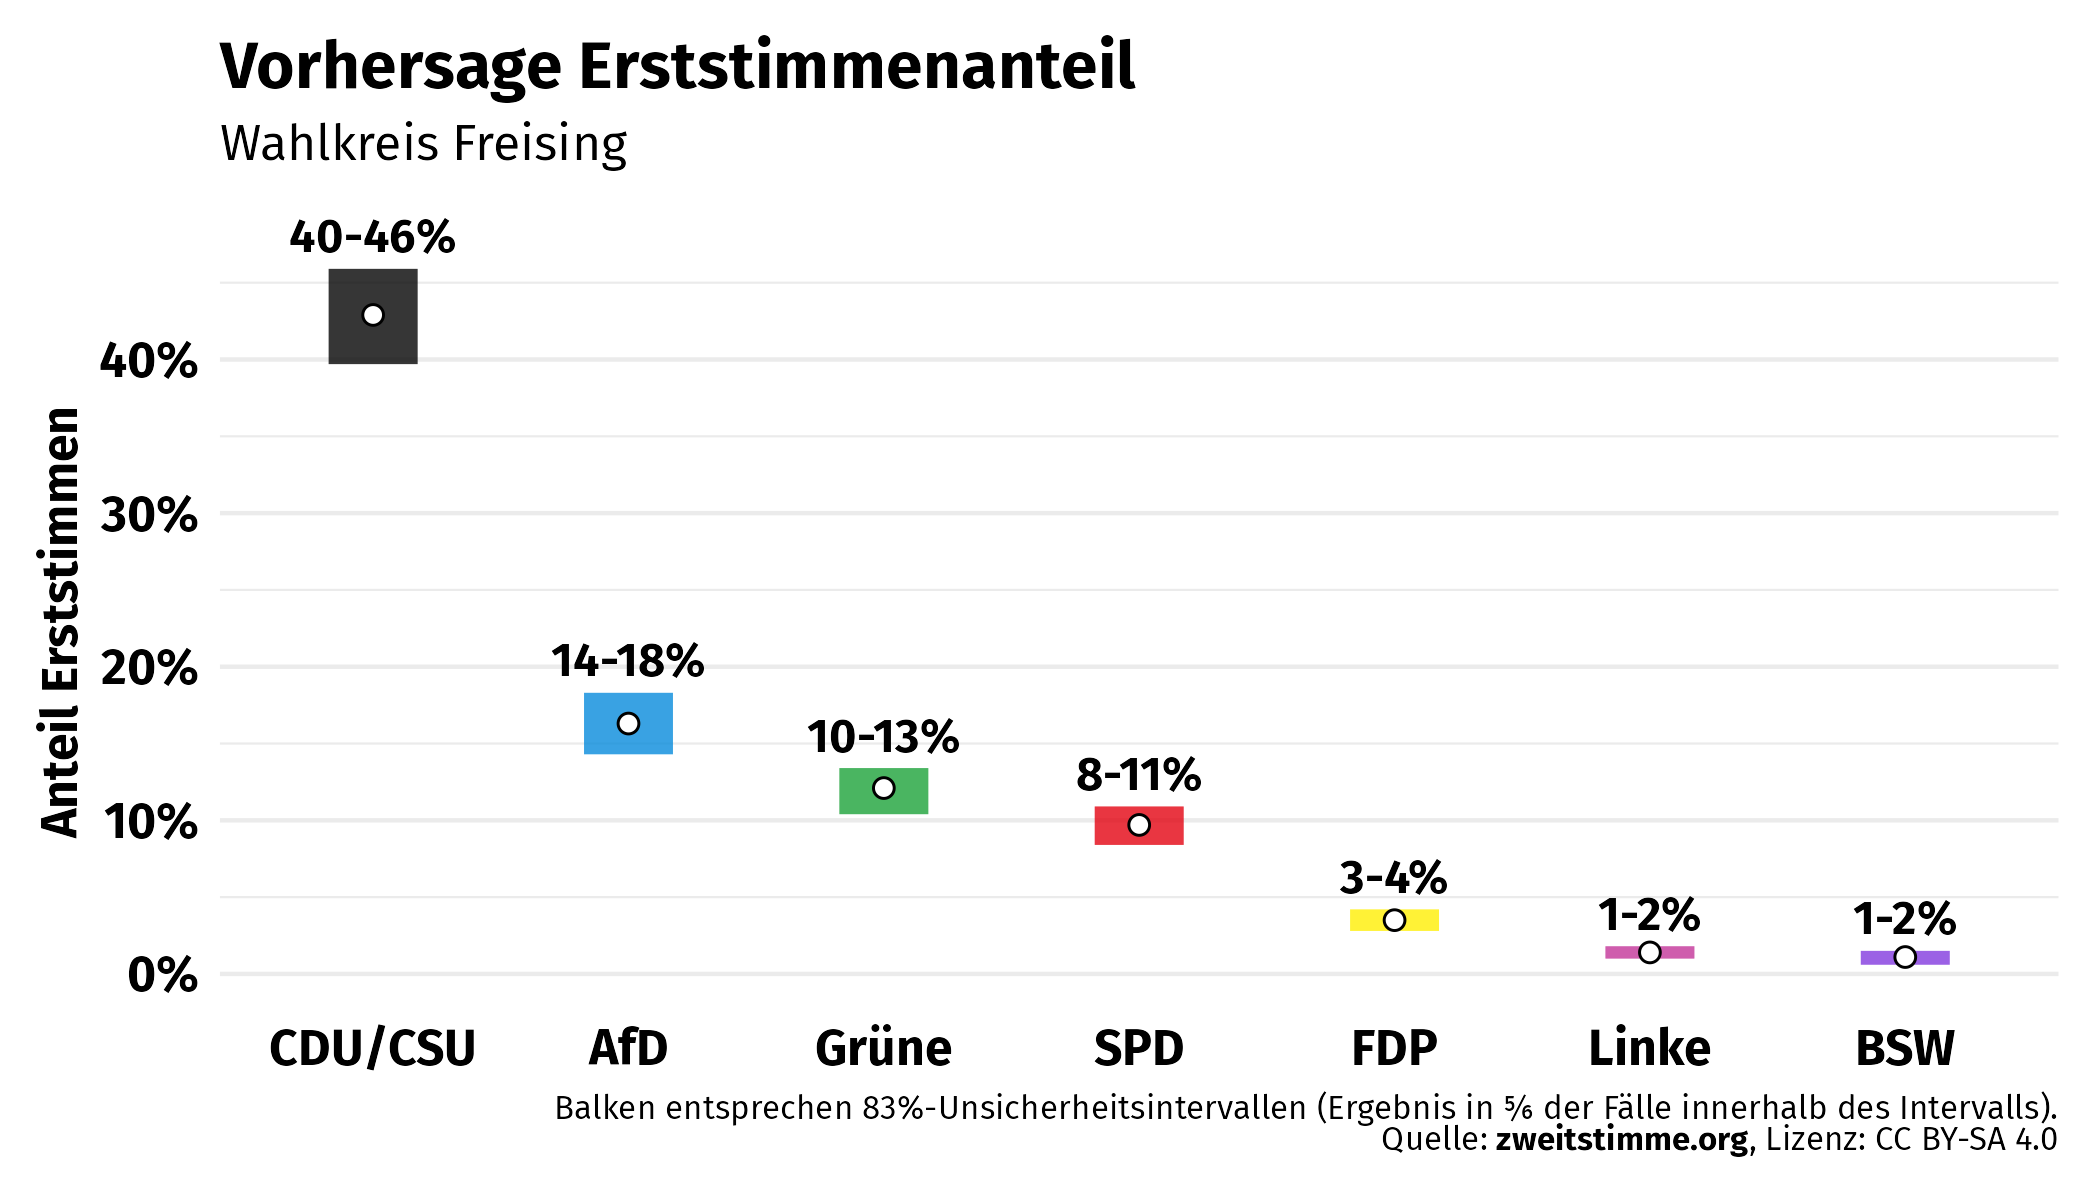 Vorhersage Erststimmenanteil
Wahlkreis Freising
40-46%
40%
30%
20%
10%
0%
Anteil Erststimmen
14-18%
10-13%
8-11%
3-4%
1-2%
1-2%
CDU/CSU AfD Grüne SPD FDP Linke BSW
Balken entsprechen 83%-Unsicherheitsintervallen (Ergebnis in ⅚ der Fälle innerhalb des Intervalls).
Quelle: zweitstimme.org, Lizenz: CC BY-SA 4.0